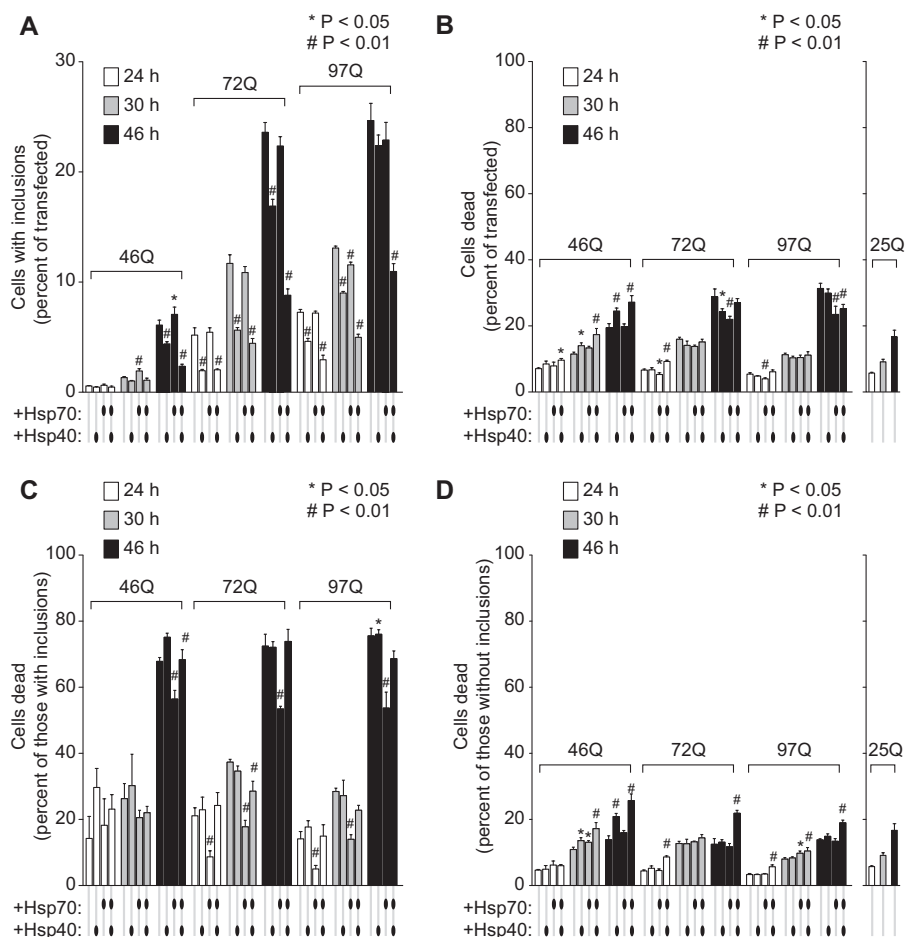 A
* P < 0.05
# P < 0.01
24 h
30 h
46 h
Cells with inclusions
(percent of transfected)
30
20
10
0
46Q
72Q
97Q
# * # # # # # # # # # # # # # #
+Hsp70:
+Hsp40:
B
* P < 0.05
# P < 0.01
24 h
30 h
46 h
Cells dead
(percent of transfected)
100
80
60
40
20
0
46Q
72Q
97Q
25Q
* * # # # * # * # # # #
+Hsp70:
+Hsp40:
C
* P < 0.05
# P < 0.01
24 h
30 h
46 h
Cells dead
(percent of those with inclusions)
100
80
60
40
20
0
46Q
72Q
97Q
# # # # # # # # * #
+Hsp70:
+Hsp40:
D
* P < 0.05
# P < 0.01
24 h
30 h
46 h
Cells dead
(percent of those without inclusions)
100
80
60
40
20
0
46Q
72Q
97Q
25Q
* * # # # # # # * # #
+Hsp70:
+Hsp40: